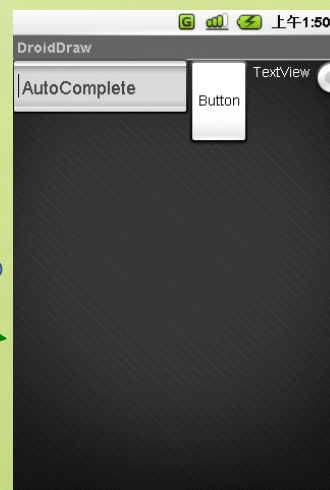 G 上午1:50
DroidDraw
AutoComplete
Button
TextView